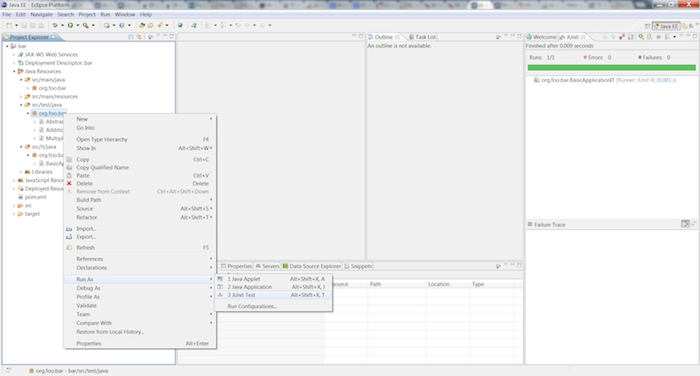 Java EE - Eclipse Platform
File Edit Navigate Search Project Run Window Help
Java EE
Project Explorer
bar
JAX-WS Web Services
Deployment Descriptor: bar
Java Resources
src/main/java
org.foo.bar
src/main/resources
src/test/java
org.foo.bar
Abstrac
Additio
Multipl
src/it/java
org.foo.b
BasicAp
Libraries
JavaScript Resou
Deployed Resour
pom.xml
src
target
New
Go Into
Open Type Hierarchy F4
Show In Alt+Shift+W
Copy Ctrl+C
Copy Qualified Name
Paste Ctrl+V
Delete Delete
Remove from Context Ctrl+Alt+Shift+Down
Build Path
Source Alt+Shift+S
Refactor Alt+Shift+T
Import...
Export...
Refresh F5
References
Declarations
Run As
Debug As
Profile As
Validate
Team
Compare With
Restore from Local History...
Properties Alt+Enter
1 Java Applet Alt+Shift+X, A
2 Java Application Alt+Shift+X, J
3 JUnit Test Alt+Shift+X, T
Run Configurations...
Outline Task List
An outline is not available.
Properties Servers Data Source Explorer Snippets
source Path Location Type
Welcome JUnit
Finished after 0.009 seconds
Runs: 1/1 Errors: 0 Failures: 0
org.foo.bar.BasicApplicationIT [Runner: JUnit 4]
Failure Trace
org.foo.bar - bar/src/test/java